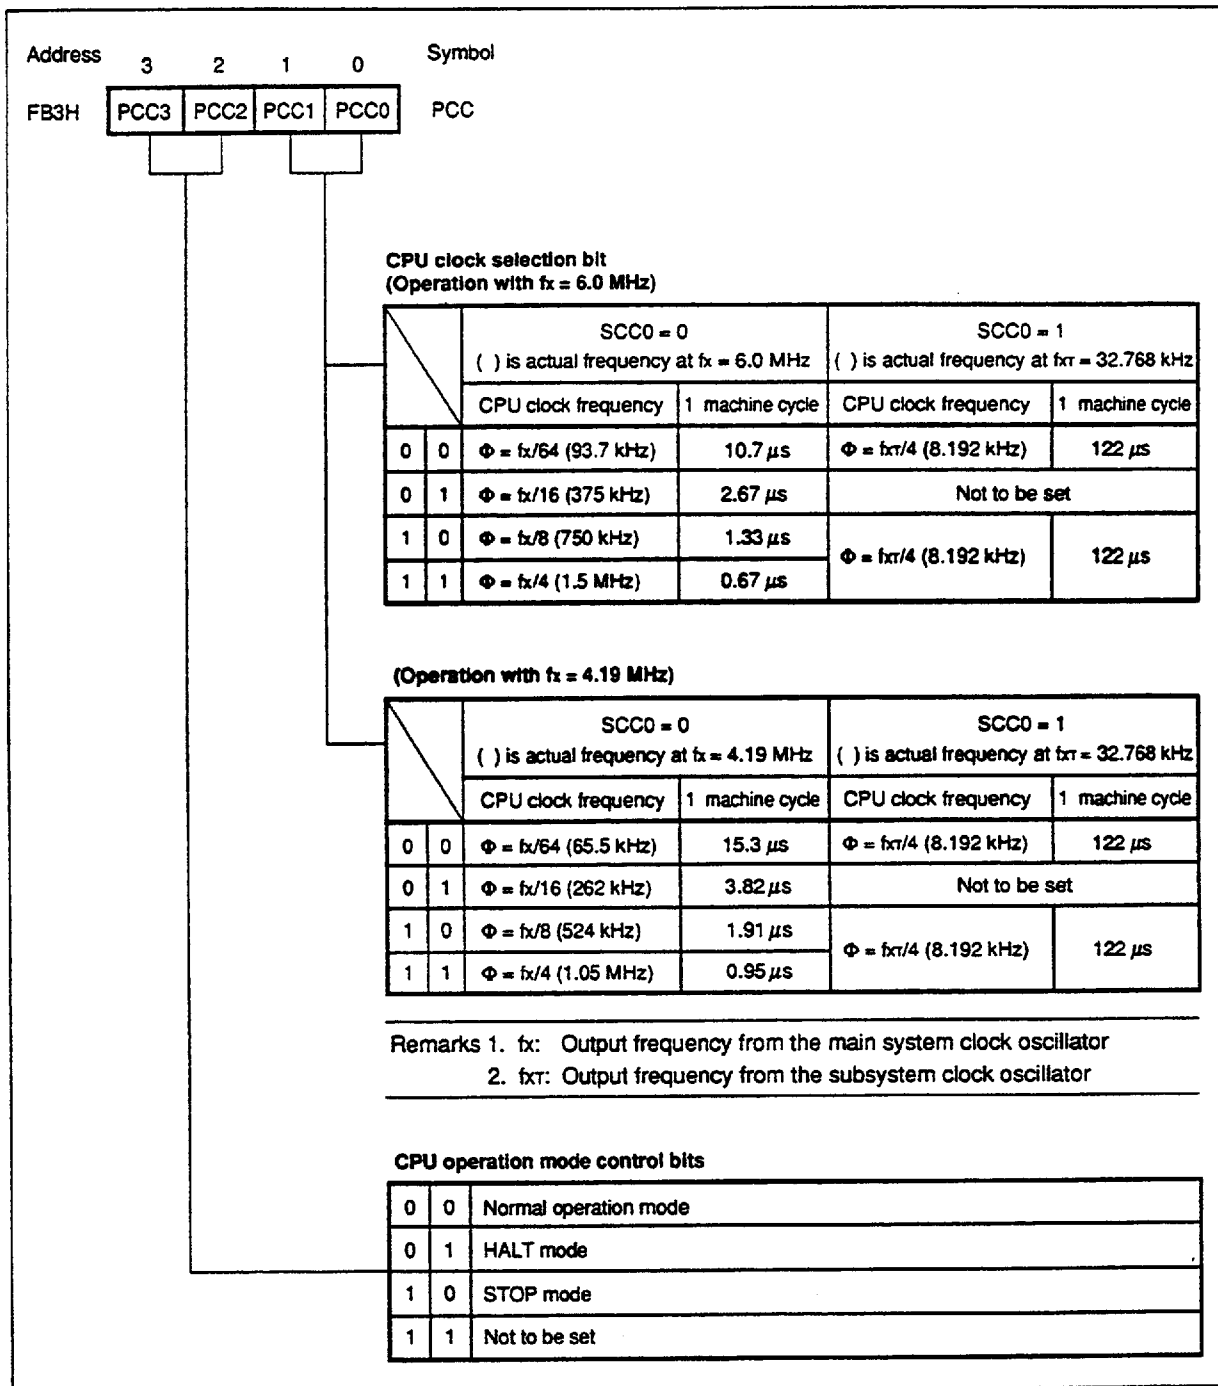 Address 3 2 1 0 Symbol
FB3H PCC3 PCC2 PCC1 PCC0 PCC
CPU clock selection bit
(Operation with fx = 6.0 MHz)
SCC0 = 0 SCC0 = 1
( ) is actual frequency at fx = 6.0 MHz ( ) is actual frequency at fxT = 32.768 kHz
CPU clock frequency 1 machine cycle CPU clock frequency 1 machine cycle
0 0 Φ = fx/64 (93.7 kHz) 10.7 μs Φ = fxT/4 (8.192 kHz) 122 μs
0 1 Φ = fx/16 (375 kHz) 2.67 μs Not to be set
1 0 Φ = fx/8 (750 kHz) 1.33 μs Φ = fxT/4 (8.192 kHz) 122 μs
1 1 Φ = fx/4 (1.5 MHz) 0.67 μs
(Operation with fx = 4.19 MHz)
SCC0 = 0 SCC0 = 1
( ) is actual frequency at fx = 4.19 MHz ( ) is actual frequency at fxT = 32.768 kHz
CPU clock frequency 1 machine cycle CPU clock frequency 1 machine cycle
0 0 Φ = fx/64 (65.5 kHz) 15.3 μs Φ = fxT/4 (8.192 kHz) 122 μs
0 1 Φ = fx/16 (262 kHz) 3.82 μs Not to be set
1 0 Φ = fx/8 (524 kHz) 1.91 μs Φ = fxT/4 (8.192 kHz) 122 μs
1 1 Φ = fx/4 (1.05 MHz) 0.95 μs
Remarks 1. fx: Output frequency from the main system clock oscillator
2. fxT: Output frequency from the subsystem clock oscillator
CPU operation mode control bits
0 0 Normal operation mode
0 1 HALT mode
1 0 STOP mode
1 1 Not to be set